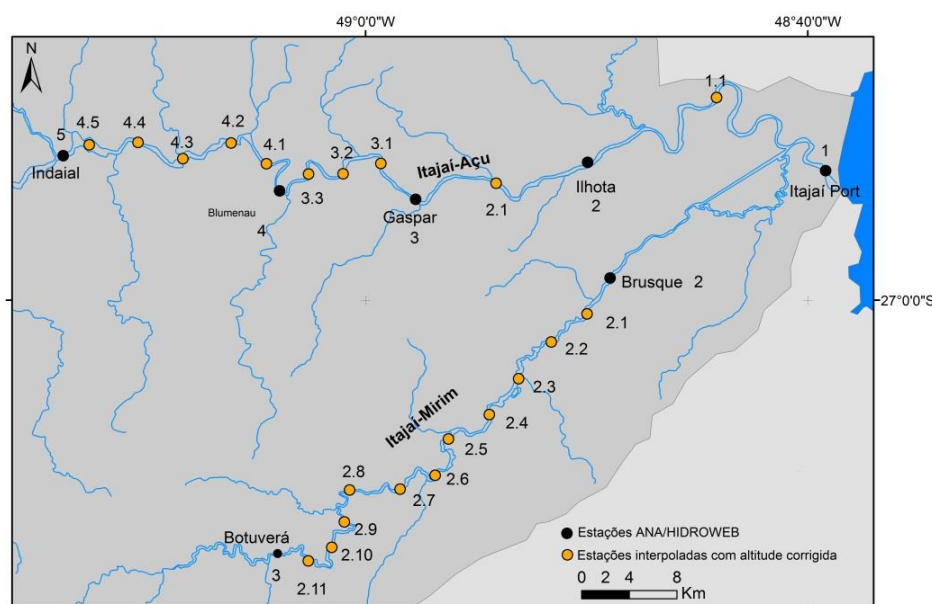 49°0'0"W
48°40'0"W
N
1.1
5
4.5
4.4
4.3
4.2
4.1
3.2
3.1
Itajaí-Açu
1
Indaial
3.3
2.1
Ilhota
2
Itajaí Port
Blumenau
4
Gaspar
3
Brusque 2
27°0'0"S
2.1
2.2
2.3
2.4
Itajaí-Mirim
2.5
2.6
2.7
2.8
2.9
Botuverá
3
2.10
2.11
Estações ANA/HIDROWEB
Estações interpoladas com altitude corrigida
0 2 4 8
Km